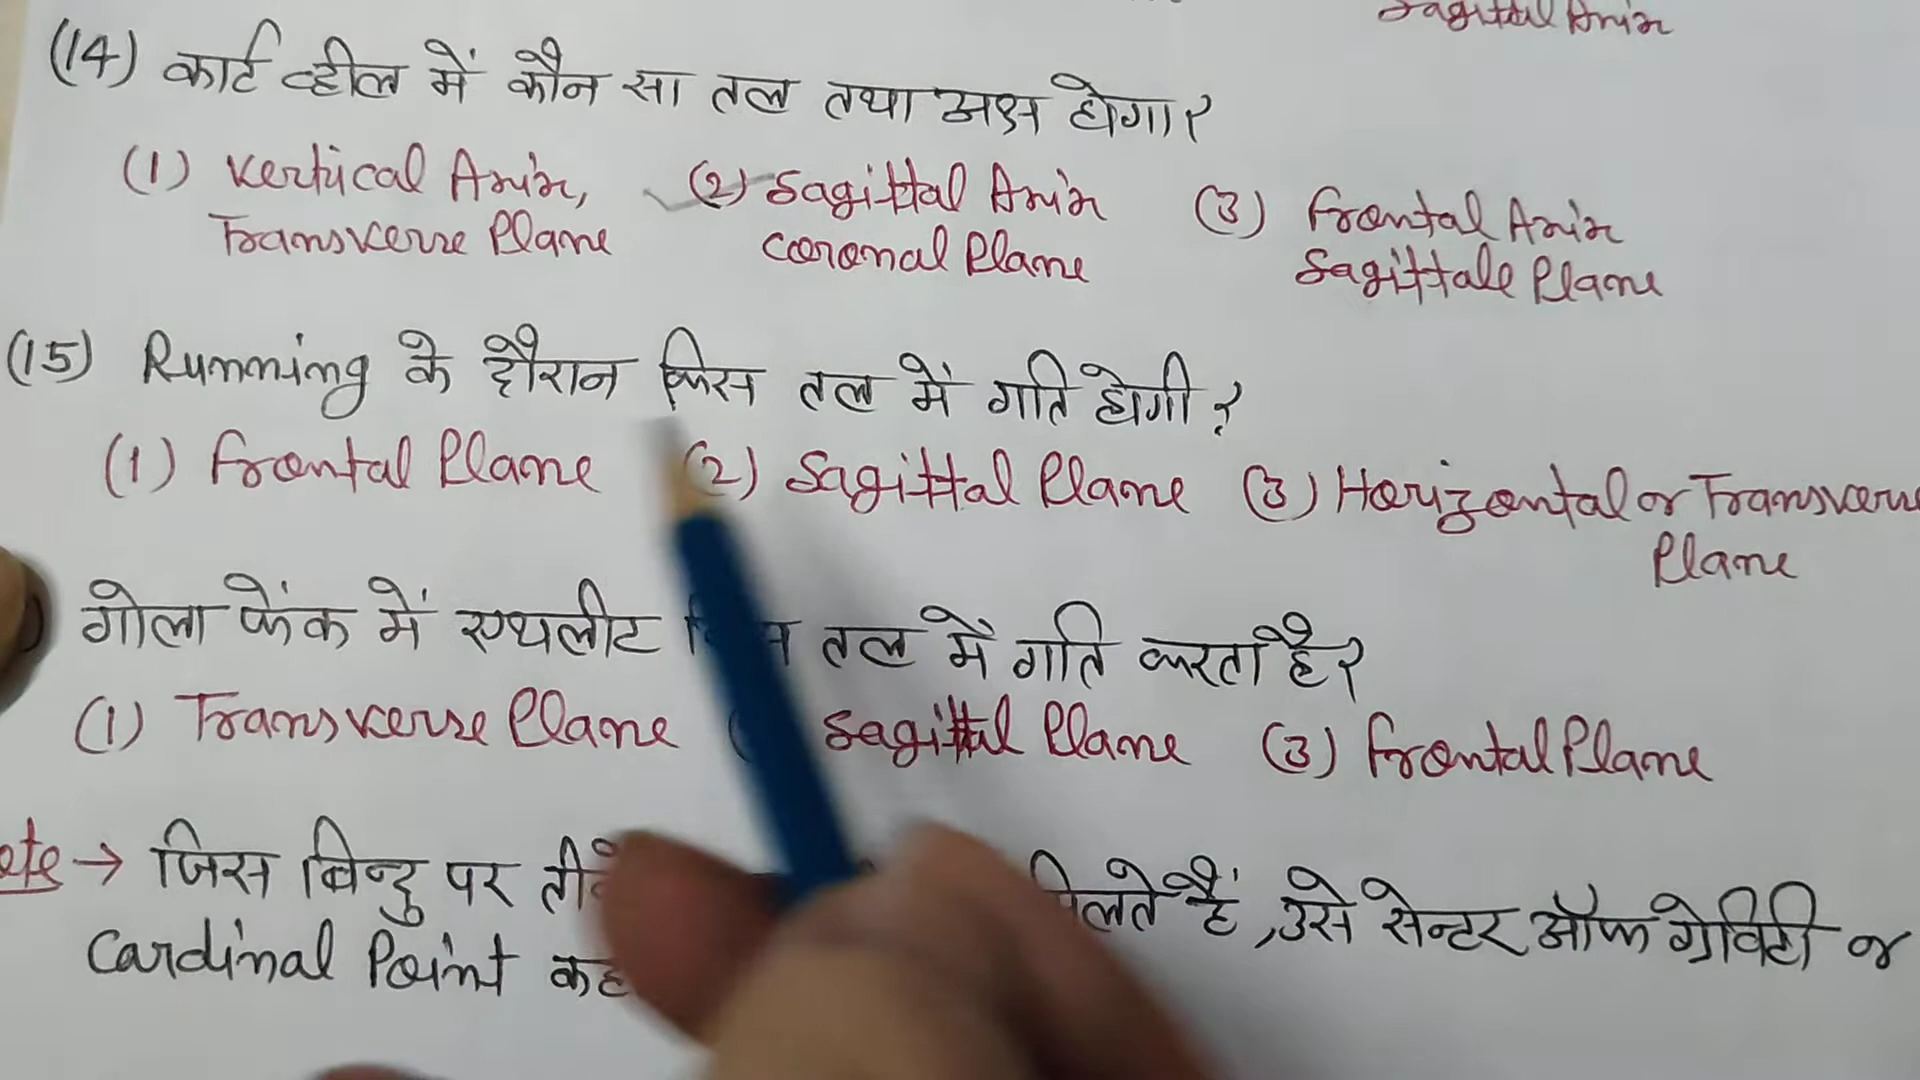 Sagittal Axis
(14) कार्ट व्हील में कौन सा तल तथा अक्ष होगा?
(1) Vertical Axis, (2) Sagittal Axis (3) Frontal Axis
Transverse Plane Coronal Plane Sagittale Plane
(15) Running के दौरान किस तल में गति होगी?
(1) Frontal Plane (2) Sagittal Plane (3) Horizontal or Transverse
Plane
गोला फेंक में एथलीट तल में गति करता है?
(1) Transverse Plane Sagittal Plane (3) Frontal Plane
→ जिस बिन्दु पर हैं, उसे सेन्टर ऑफ ग्रेविटी or
Cardinal Point